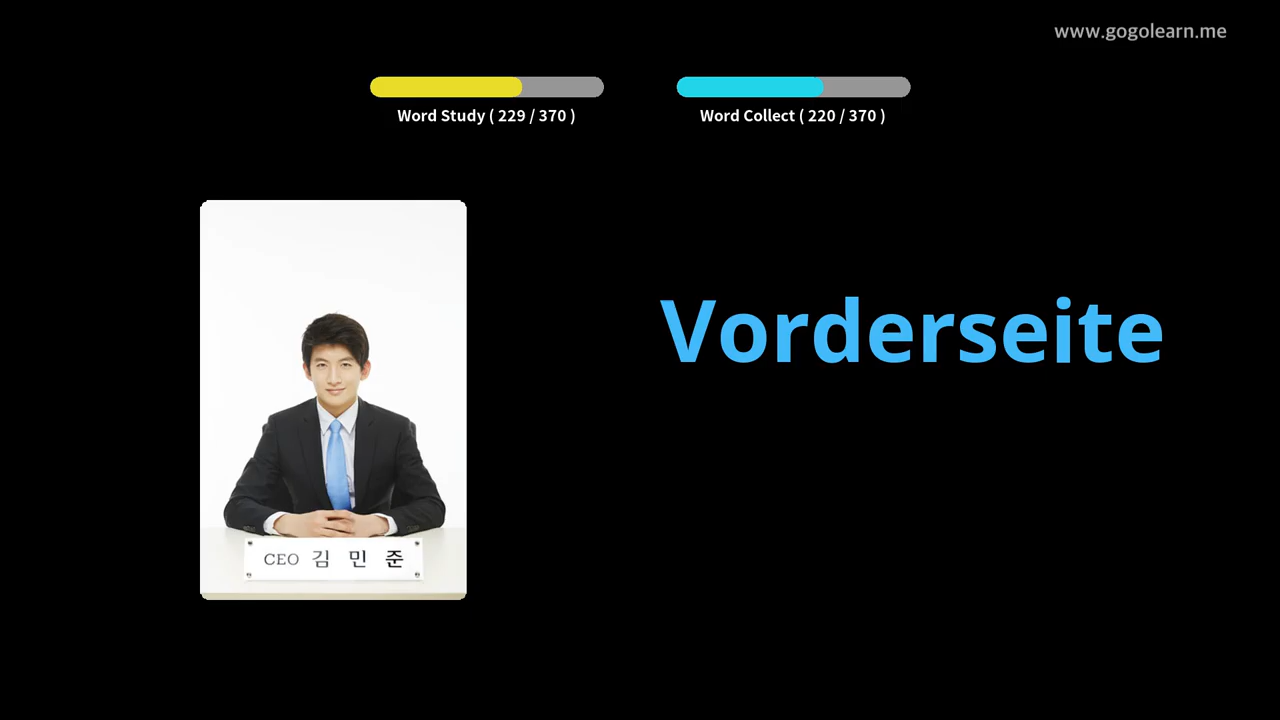 www.gogolearn.me
Word Study ( 229 / 370 )
Word Collect ( 220 / 370 )
Vorderseite
CEO 김 민 준